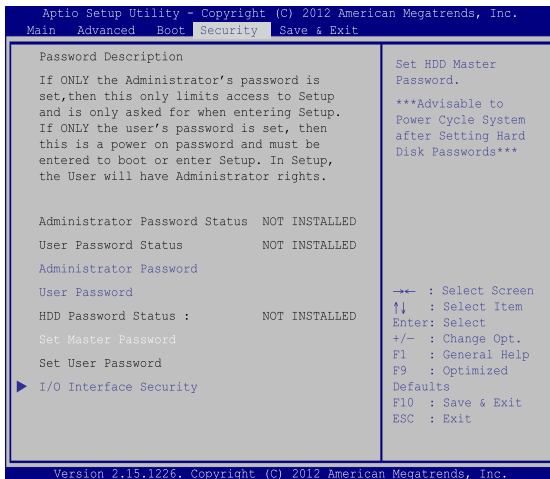 Aptio Setup Utility - Copyright (C) 2012 American Megatrends, Inc.
Main Advanced Boot Security Save & Exit
Password Description
If ONLY the Administrator's password is
set,then this only limits access to Setup
and is only asked for when entering Setup.
If ONLY the user's password is set, then
this is a power on password and must be
entered to boot or enter Setup. In Setup,
the User will have Administrator rights.
Administrator Password Status NOT INSTALLED
User Password Status NOT INSTALLED
Administrator Password
User Password
HDD Password Status : NOT INSTALLED
Set Master Password
Set User Password
I/O Interface Security
Set HDD Master
Password.
***Advisable to
Power Cycle System
after Setting Hard
Disk Passwords***
→← : Select Screen
↑↓ : Select Item
Enter: Select
+/— : Change Opt.
F1 : General Help
F9 : Optimized
Defaults
F10 : Save & Exit
ESC : Exit
Version 2.15.1226. Copyright (C) 2012 American Megatrends, Inc.